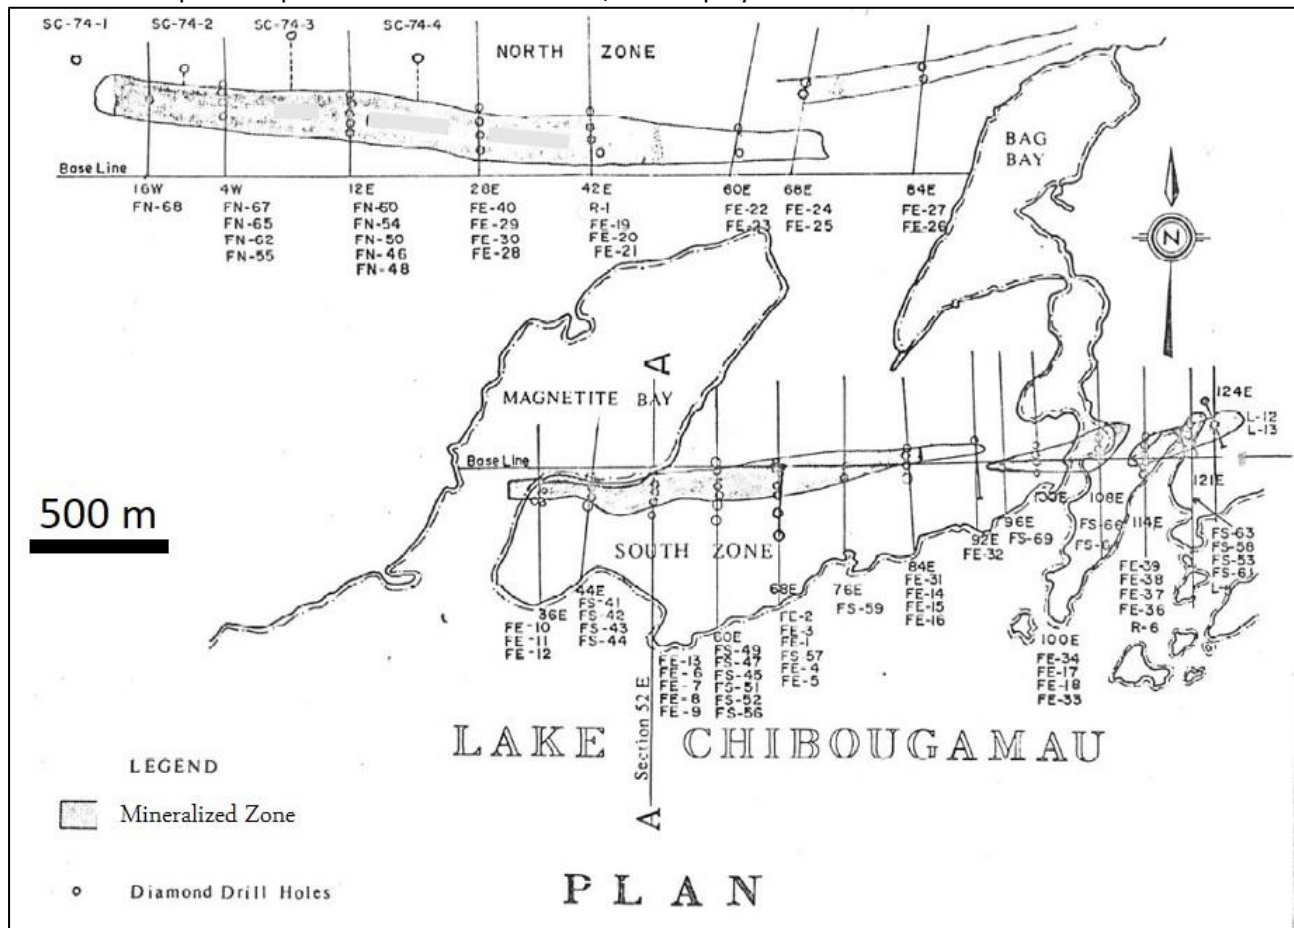 SC-74-1 SC-74-2 SC-74-3 SC-74-4
NORTH ZONE
BAG
BAY
Base Line
16W 4W 12E 28E 42E 60E 68E 84E
FN-68 FN-67 FN-60 FE-40 R-1 FE-22 FE-24 FE-27
FN-65 FN-54 FE-29 FE-19 FE-23 FE-25 FE-26
FN-62 FN-50 FE-30 FE-20
FN-55 FN-46 FE-28 FE-21
FN-48
N
A
MAGNETITE BAY
124E
L-12
L-13
Base Line
121E
500 m
100E 108E
96E FS-66 114E
SOUTH ZONE
92E FS-69
FE-32
FS-63
FS-58
FS-53
FS-61
84E
FE-31
FE-14
FE-15
FE-16
FE-39
FE-38
FE-37
FE-36
R-6
76E
FS-59
68E
FE-2
FE-3
FE-1
FS-57
FE-4
FE-5
44E
FS-41
FS-42
FS-43
FS-44
36E
FE-10
FE-11
FE-12
60E
FS-49
FS-47
FS-45
FS-51
FS-52
FS-56
FE-13
FE-6
FE-7
FE-8
FE-9
100E
FE-34
FE-17
FE-18
FE-33
Section 52E
LAKE CHIBOUGAMAU
LEGEND
Mineralized Zone
A
Diamond Drill Holes
PLAN